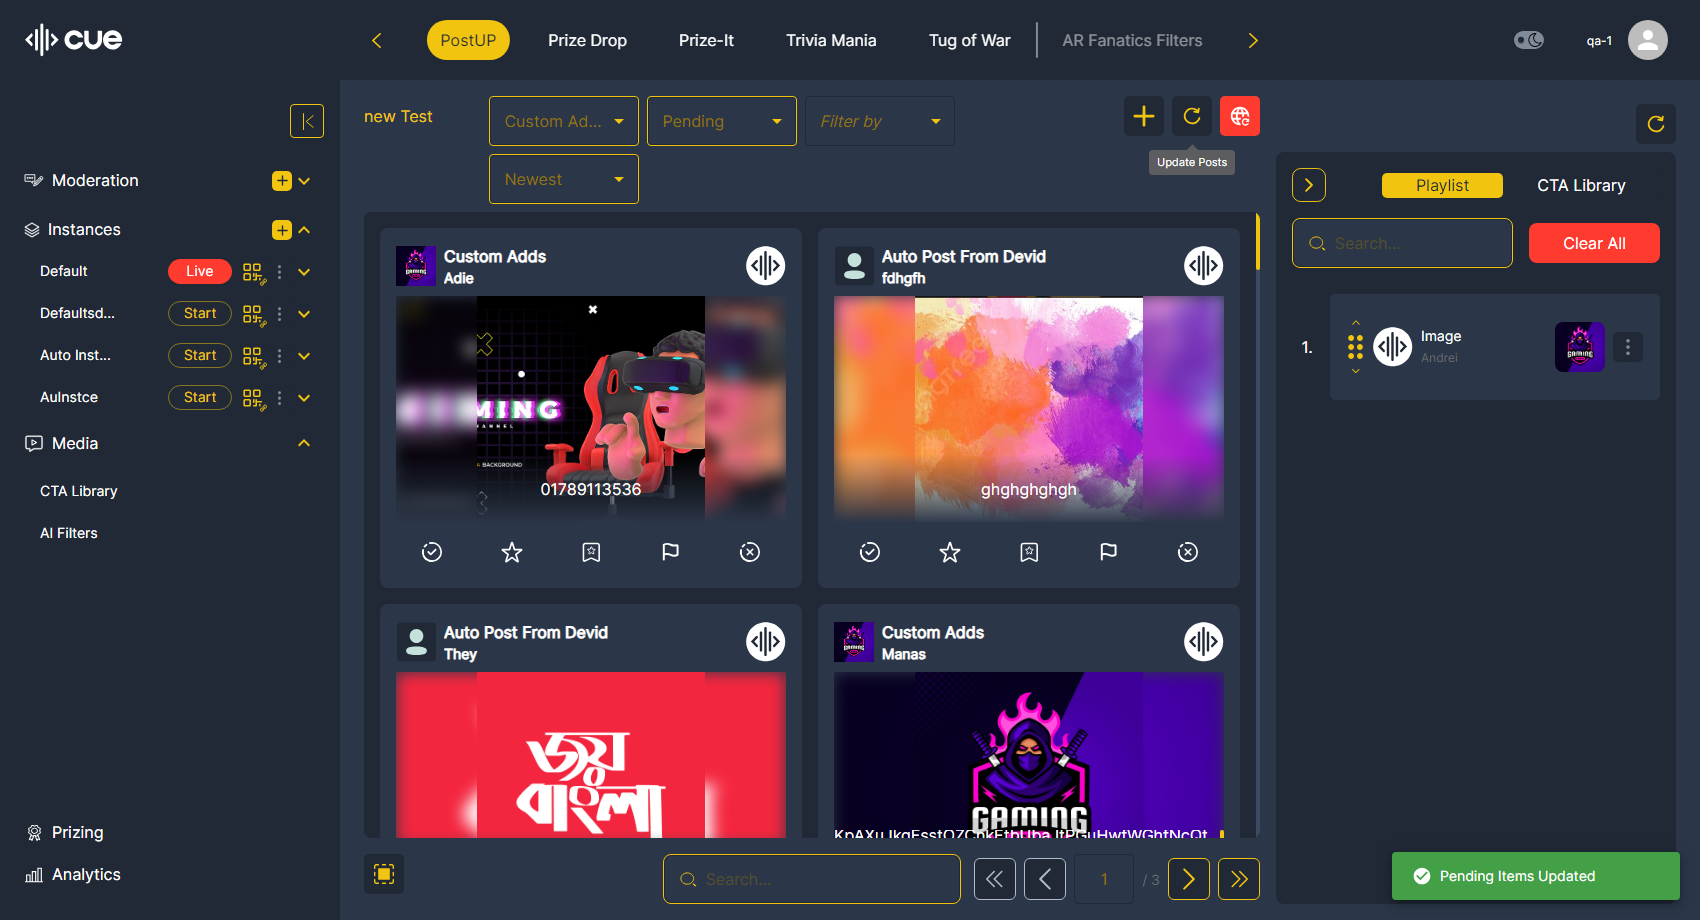 cue
PostUP
Prize Drop
Prize-It
Trivia Mania
Tug of War
AR Fanatics Filters
qa-1
new Test
Custom Ad...
Pending
Filter by
Newest
Update Posts
Moderation
Instances
Default
Live
Defaultsd...
Start
Auto Inst...
Start
AuInstce
Start
Media
CTA Library
AI Filters
Prizing
Analytics
Custom Adds
Adie
MING
CHANNEL
A BACKGROUND
01789113536
Auto Post From Devid
fdhgfh
ghghghghgh
Auto Post From Devid
They
জয়
বাংলা
Custom Adds
Manas
GAMING
Search...
1
/ 3
Playlist
CTA Library
Search...
Clear All
1.
Image
Andrei
GAMING
Pending Items Updated